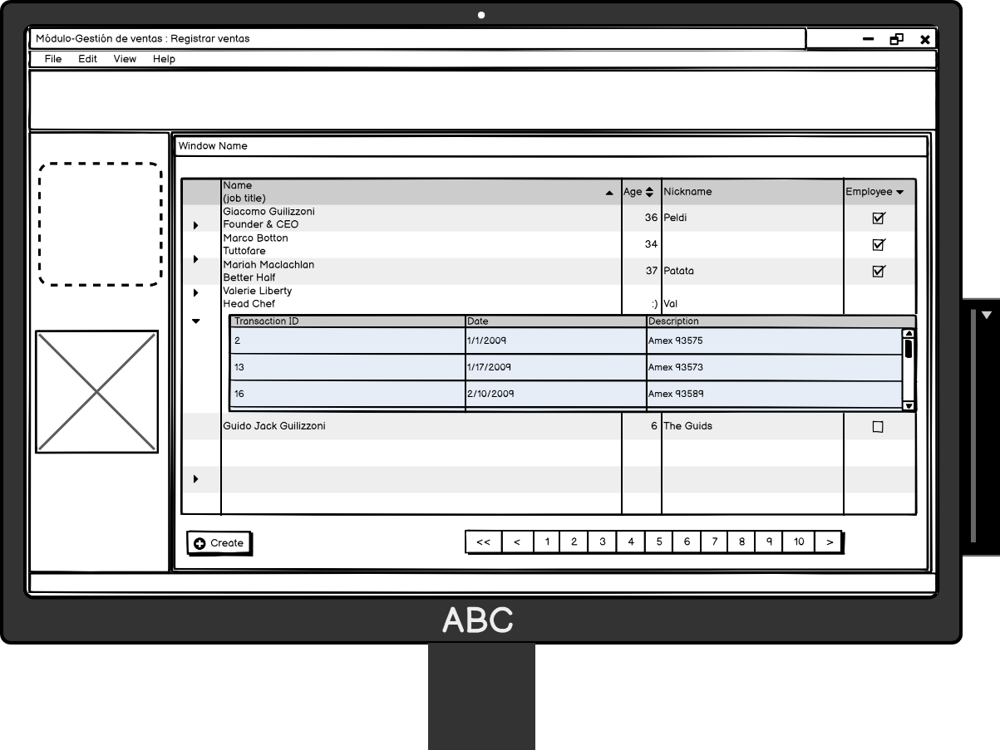 Módulo-Gestión de ventas : Registrar ventas
File Edit View Help
Window Name
Name
(job title) Age Nickname Employee
Giacomo Guilizzoni
Founder & CEO 36 Peldi
Marco Botton
Tuttofare 34
Mariah Maclachlan
Better Half 37 Patata
Valerie Liberty
Head Chef :) Val
Transaction ID Date Description
2 1/1/2009 Amex 93575
13 1/17/2009 Amex 93573
16 2/10/2009 Amex 93589
Guido Jack Guilizzoni 6 The Guids
Create << < 1 2 3 4 5 6 7 8 9 10 >
ABC